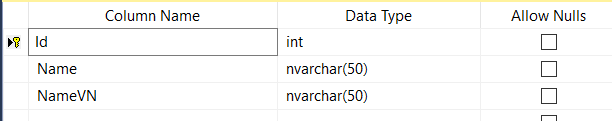 Column Name Data Type Allow Nulls
Id int
Name nvarchar(50)
NameVN nvarchar(50)